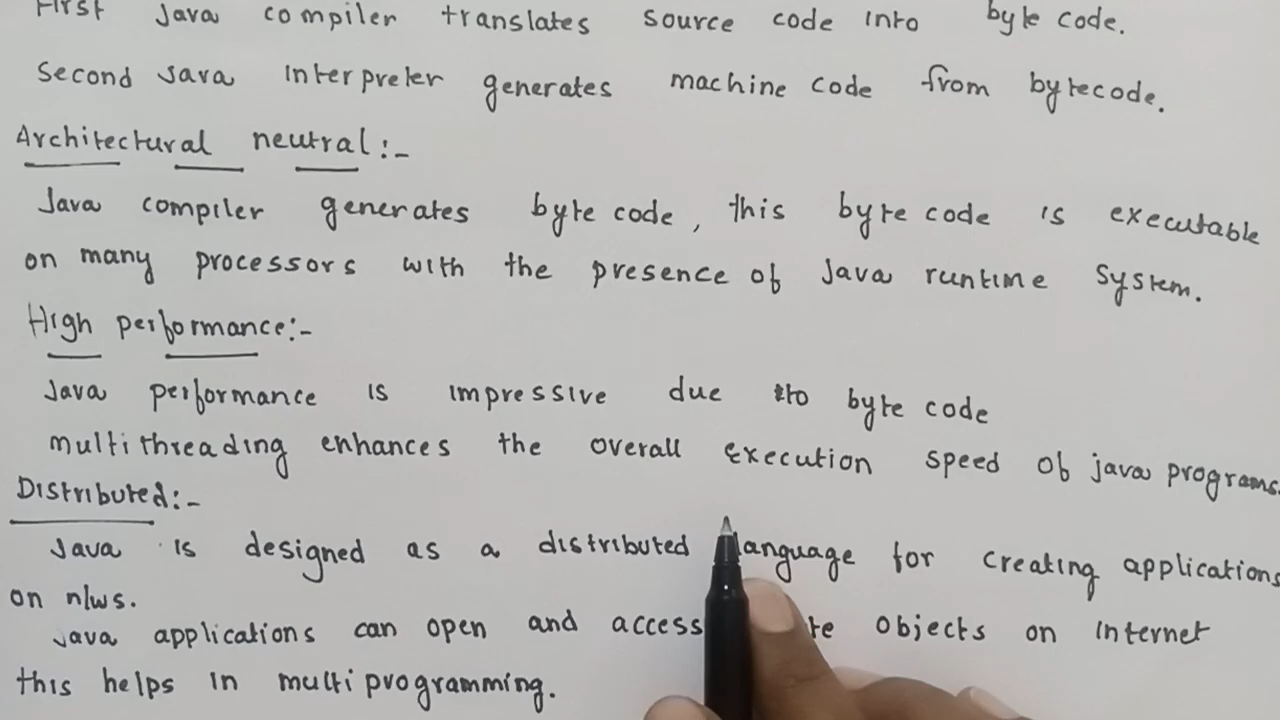 First Java compiler translates source code into byte code.
Second Java interpreter generates machine code from bytecode.
Architectural neutral:-
Java compiler generates byte code, this byte code is executable
on many processors with the presence of Java runtime system.
High performance:-
Java performance is impressive due to byte code
multithreading enhances the overall execution speed of java programs.
Distributed:-
Java is designed as a distributed language for creating applications
on n/ws.
Java applications can open and access objects on Internet
this helps in multiprogramming.